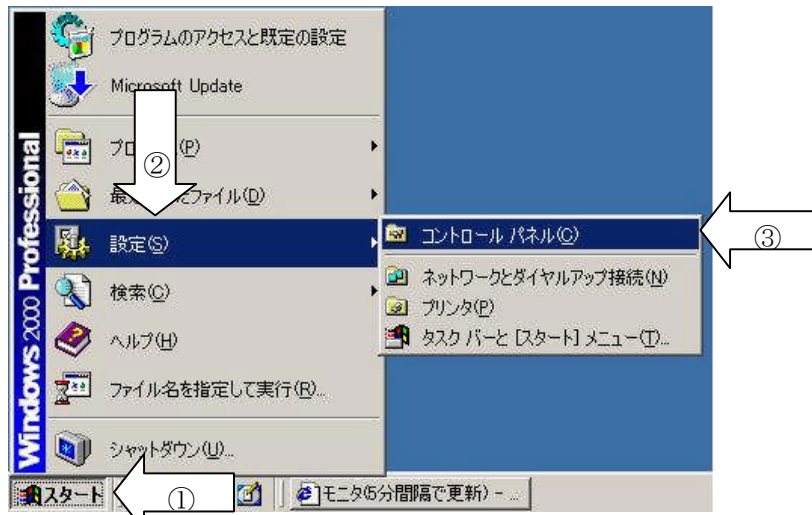 プログラムのアクセスと既定の設定
Microsoft Update
(P)
ファイル(D)
設定(S)
検索(C)
ヘルプ(H)
ファイル名を指定して実行(R)...
シャットダウン(U)...
Windows 2000 Professional
コントロール パネル(C)
ネットワークとダイヤルアップ接続(N)
プリンタ(P)
タスク バーと [スタート] メニュー(T)...
②
③
スタート
①
モニタ(5分間隔で更新) - ...